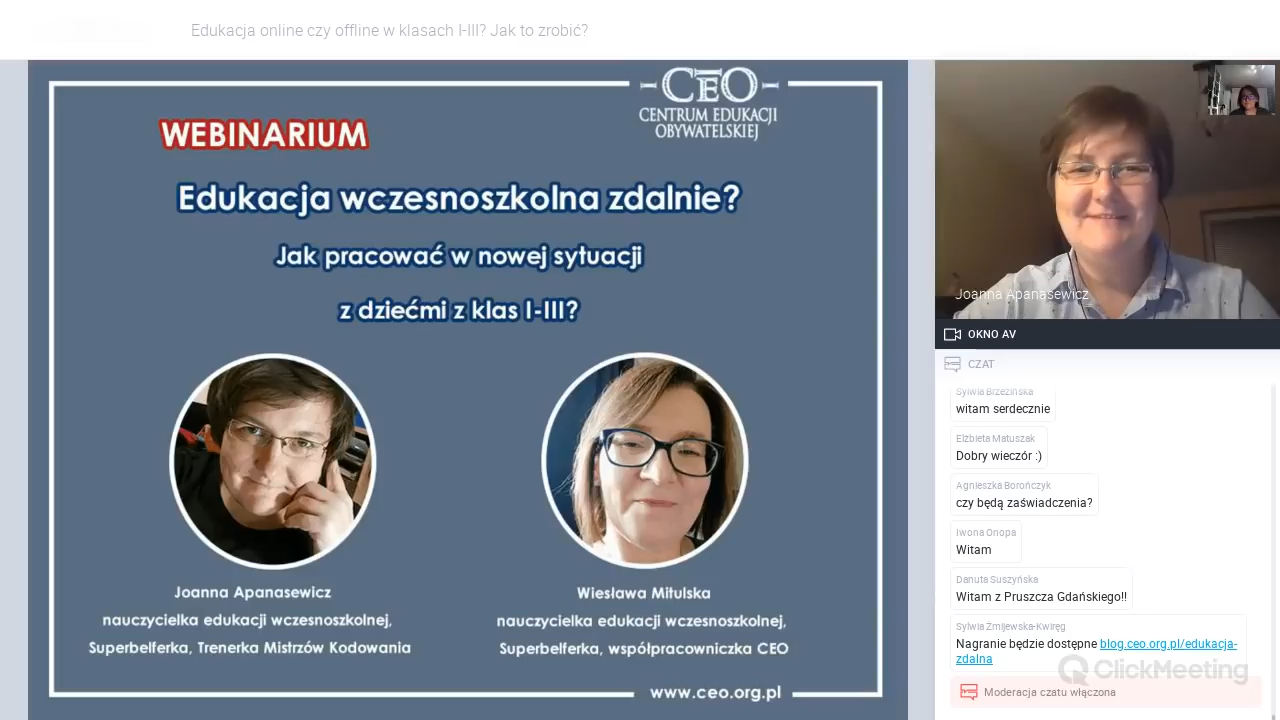 Edukacja online czy offline w klasach I-III? Jak to zrobić?
CEO
CENTRUM EDUKACJI
OBYWATELSKIEJ
WEBINARIUM
Edukacja wczesnoszkolna zdalnie?
Jak pracować w nowej sytuacji
z dziećmi z klas I-III?
Joanna Apanasewicz
nauczycielka edukacji wczesnoszkolnej,
Superbelferka, Trenerka Mistrzów Kodowania
Wiesława Mitulska
nauczycielka edukacji wczesnoszkolnej,
Superbelferka, współpracowniczka CEO
www.ceo.org.pl
Joanna Apanasewicz
OKNO AV
CZAT
Sylwia Brzezińska
witam serdecznie
Elżbieta Matuszak
Dobry wieczór :)
Agnieszka Borończyk
czy będą zaświadczenia?
Iwona Onopa
Witam
Danuta Suszyńska
Witam z Pruszcza Gdańskiego!!
Sylwia Żmijewska-Kwiręg
Nagranie będzie dostępne blog.ceo.org.pl/edukacja-
zdalna
ClickMeeting
Moderacja czatu włączona